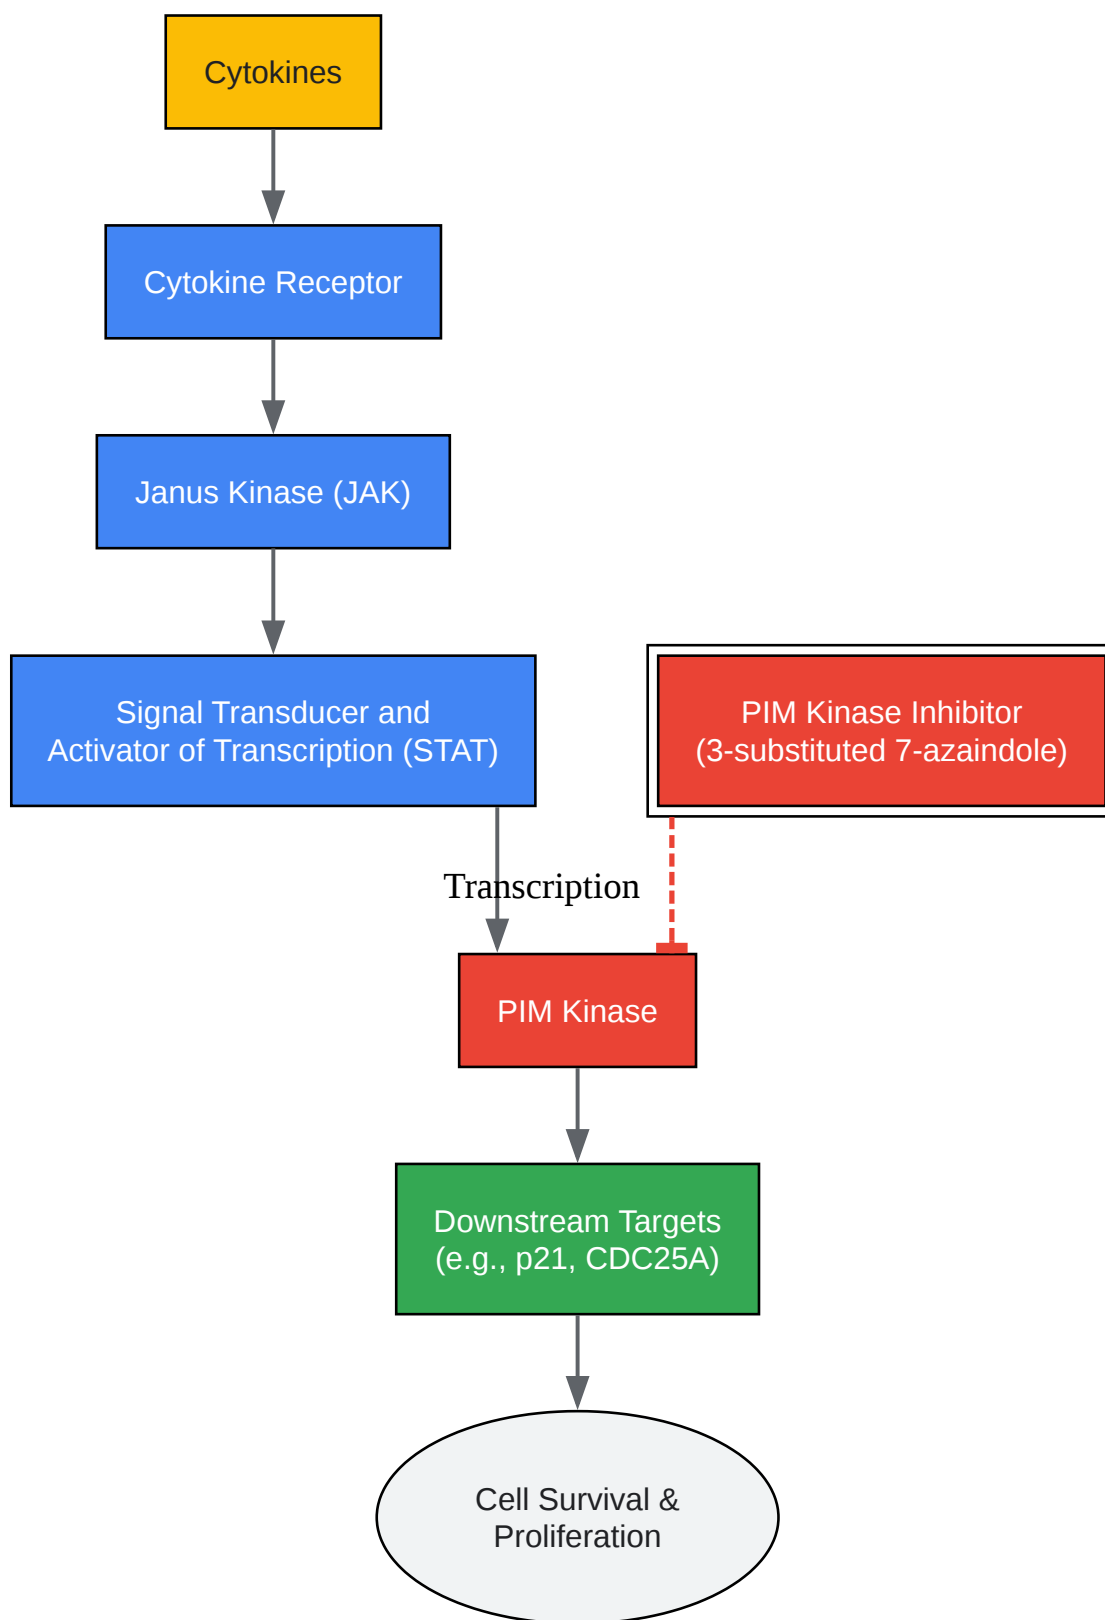 Cytokines
Cytokine Receptor
Janus Kinase (JAK)
Signal Transducer and
Activator of Transcription (STAT)
PIM Kinase Inhibitor
(3-substituted 7-azaindole)
Transcription
PIM Kinase
Downstream Targets
(e.g., p21, CDC25A)
Cell Survival &
Proliferation